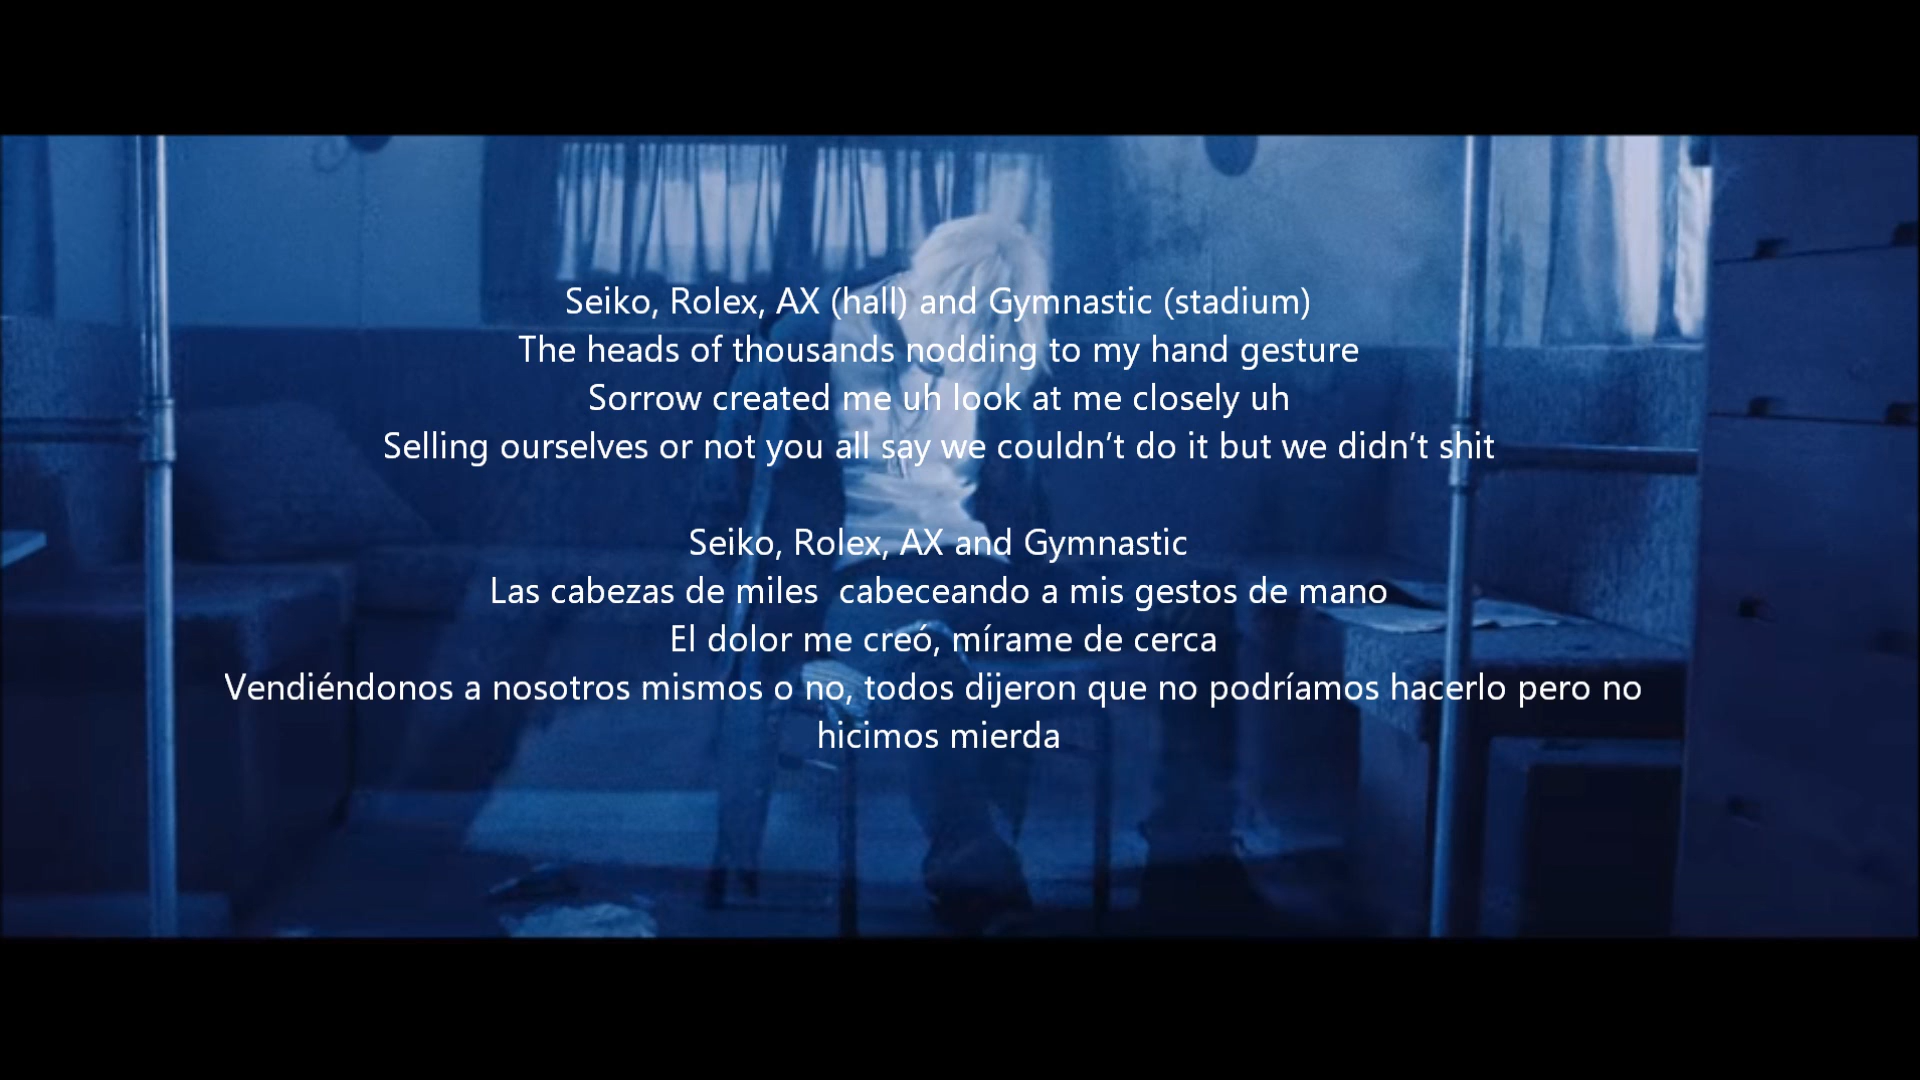 Seiko, Rolex, AX (hall) and Gymnastic (stadium)
The heads of thousands nodding to my hand gesture
Sorrow created me uh look at me closely uh
Selling ourselves or not you all say we couldn’t do it but we didn’t shit
Seiko, Rolex, AX and Gymnastic
Las cabezas de miles  cabeceando a mis gestos de mano
El dolor me creó, mírame de cerca
Vendiéndonos a nosotros mismos o no, todos dijeron que no podríamos hacerlo pero no
hicimos mierda